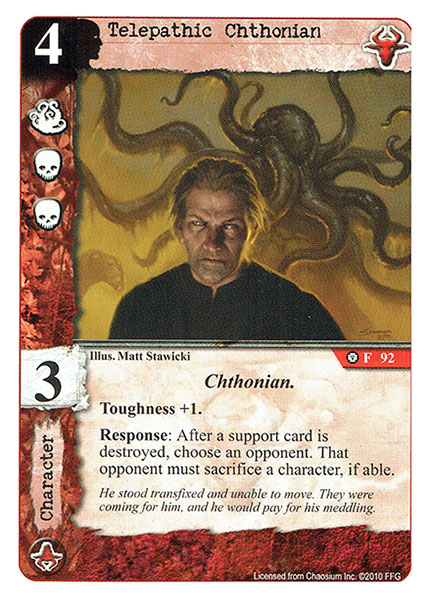 4
Telepathic Chthonian
Illus. Matt Stawicki
F 92
3
Chthonian.
Toughness +1.
Response: After a support card is
destroyed, choose an opponent. That
opponent must sacrifice a character, if able.
He stood transfixed and unable to move. They were
coming for him, and he would pay for his meddling.
Character
Licensed from Chaosium Inc. ©2010 FFG